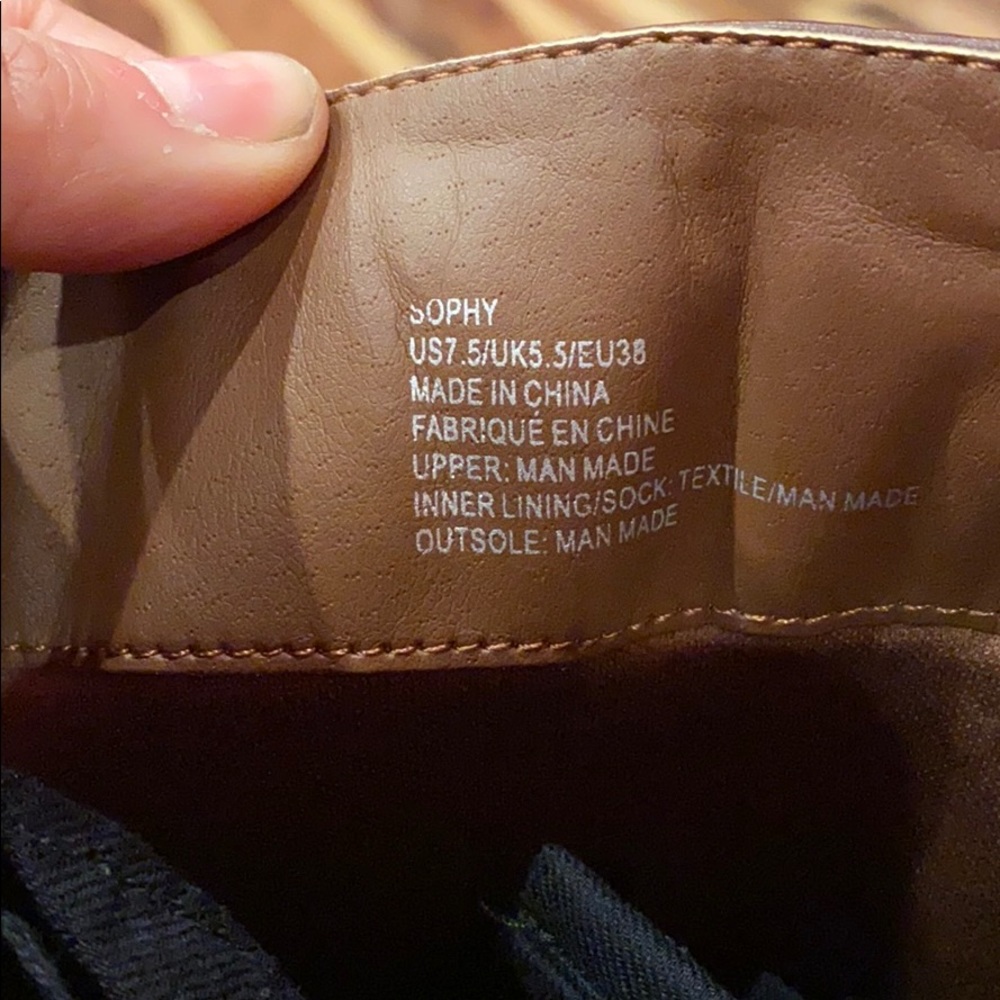 SOPHY
US7.5/UK5.5/EU38
MADE IN CHINA
FABRIQUÉ EN CHINE
UPPER: MAN MADE
INNER LINING/SOCK: TEXTILE/MAN MADE
OUTSOLE: MAN MADE